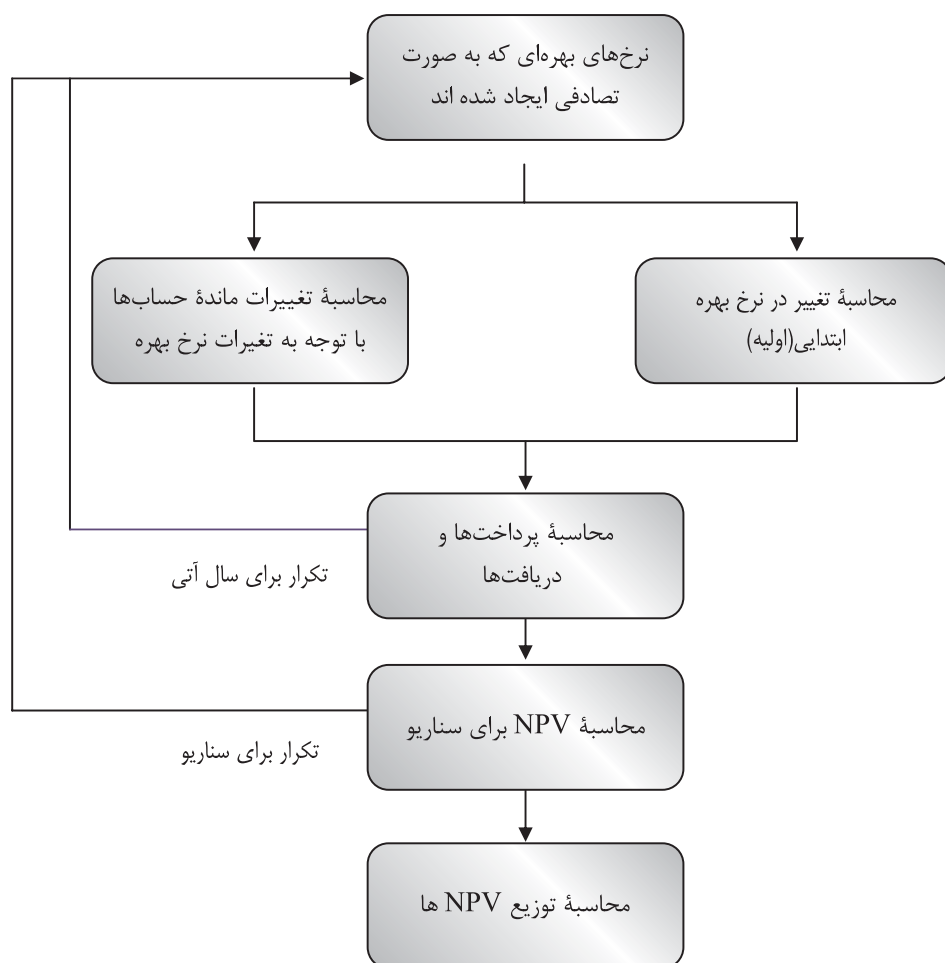 نرخ‌های بهره‌ای که به صورت
تصادفی ایجاد شده اند
محاسبۀ تغییر در نرخ بهره
ابتدایی(اولیه)
محاسبۀ تغییرات ماندۀ حساب‌ها
با توجه به تغیرات نرخ بهره
محاسبۀ پرداخت‌ها و
دریافت‌ها
تکرار برای سال آتی
محاسبۀ NPV برای سناریو
تکرار برای سناریو
محاسبۀ توزیع NPV ها